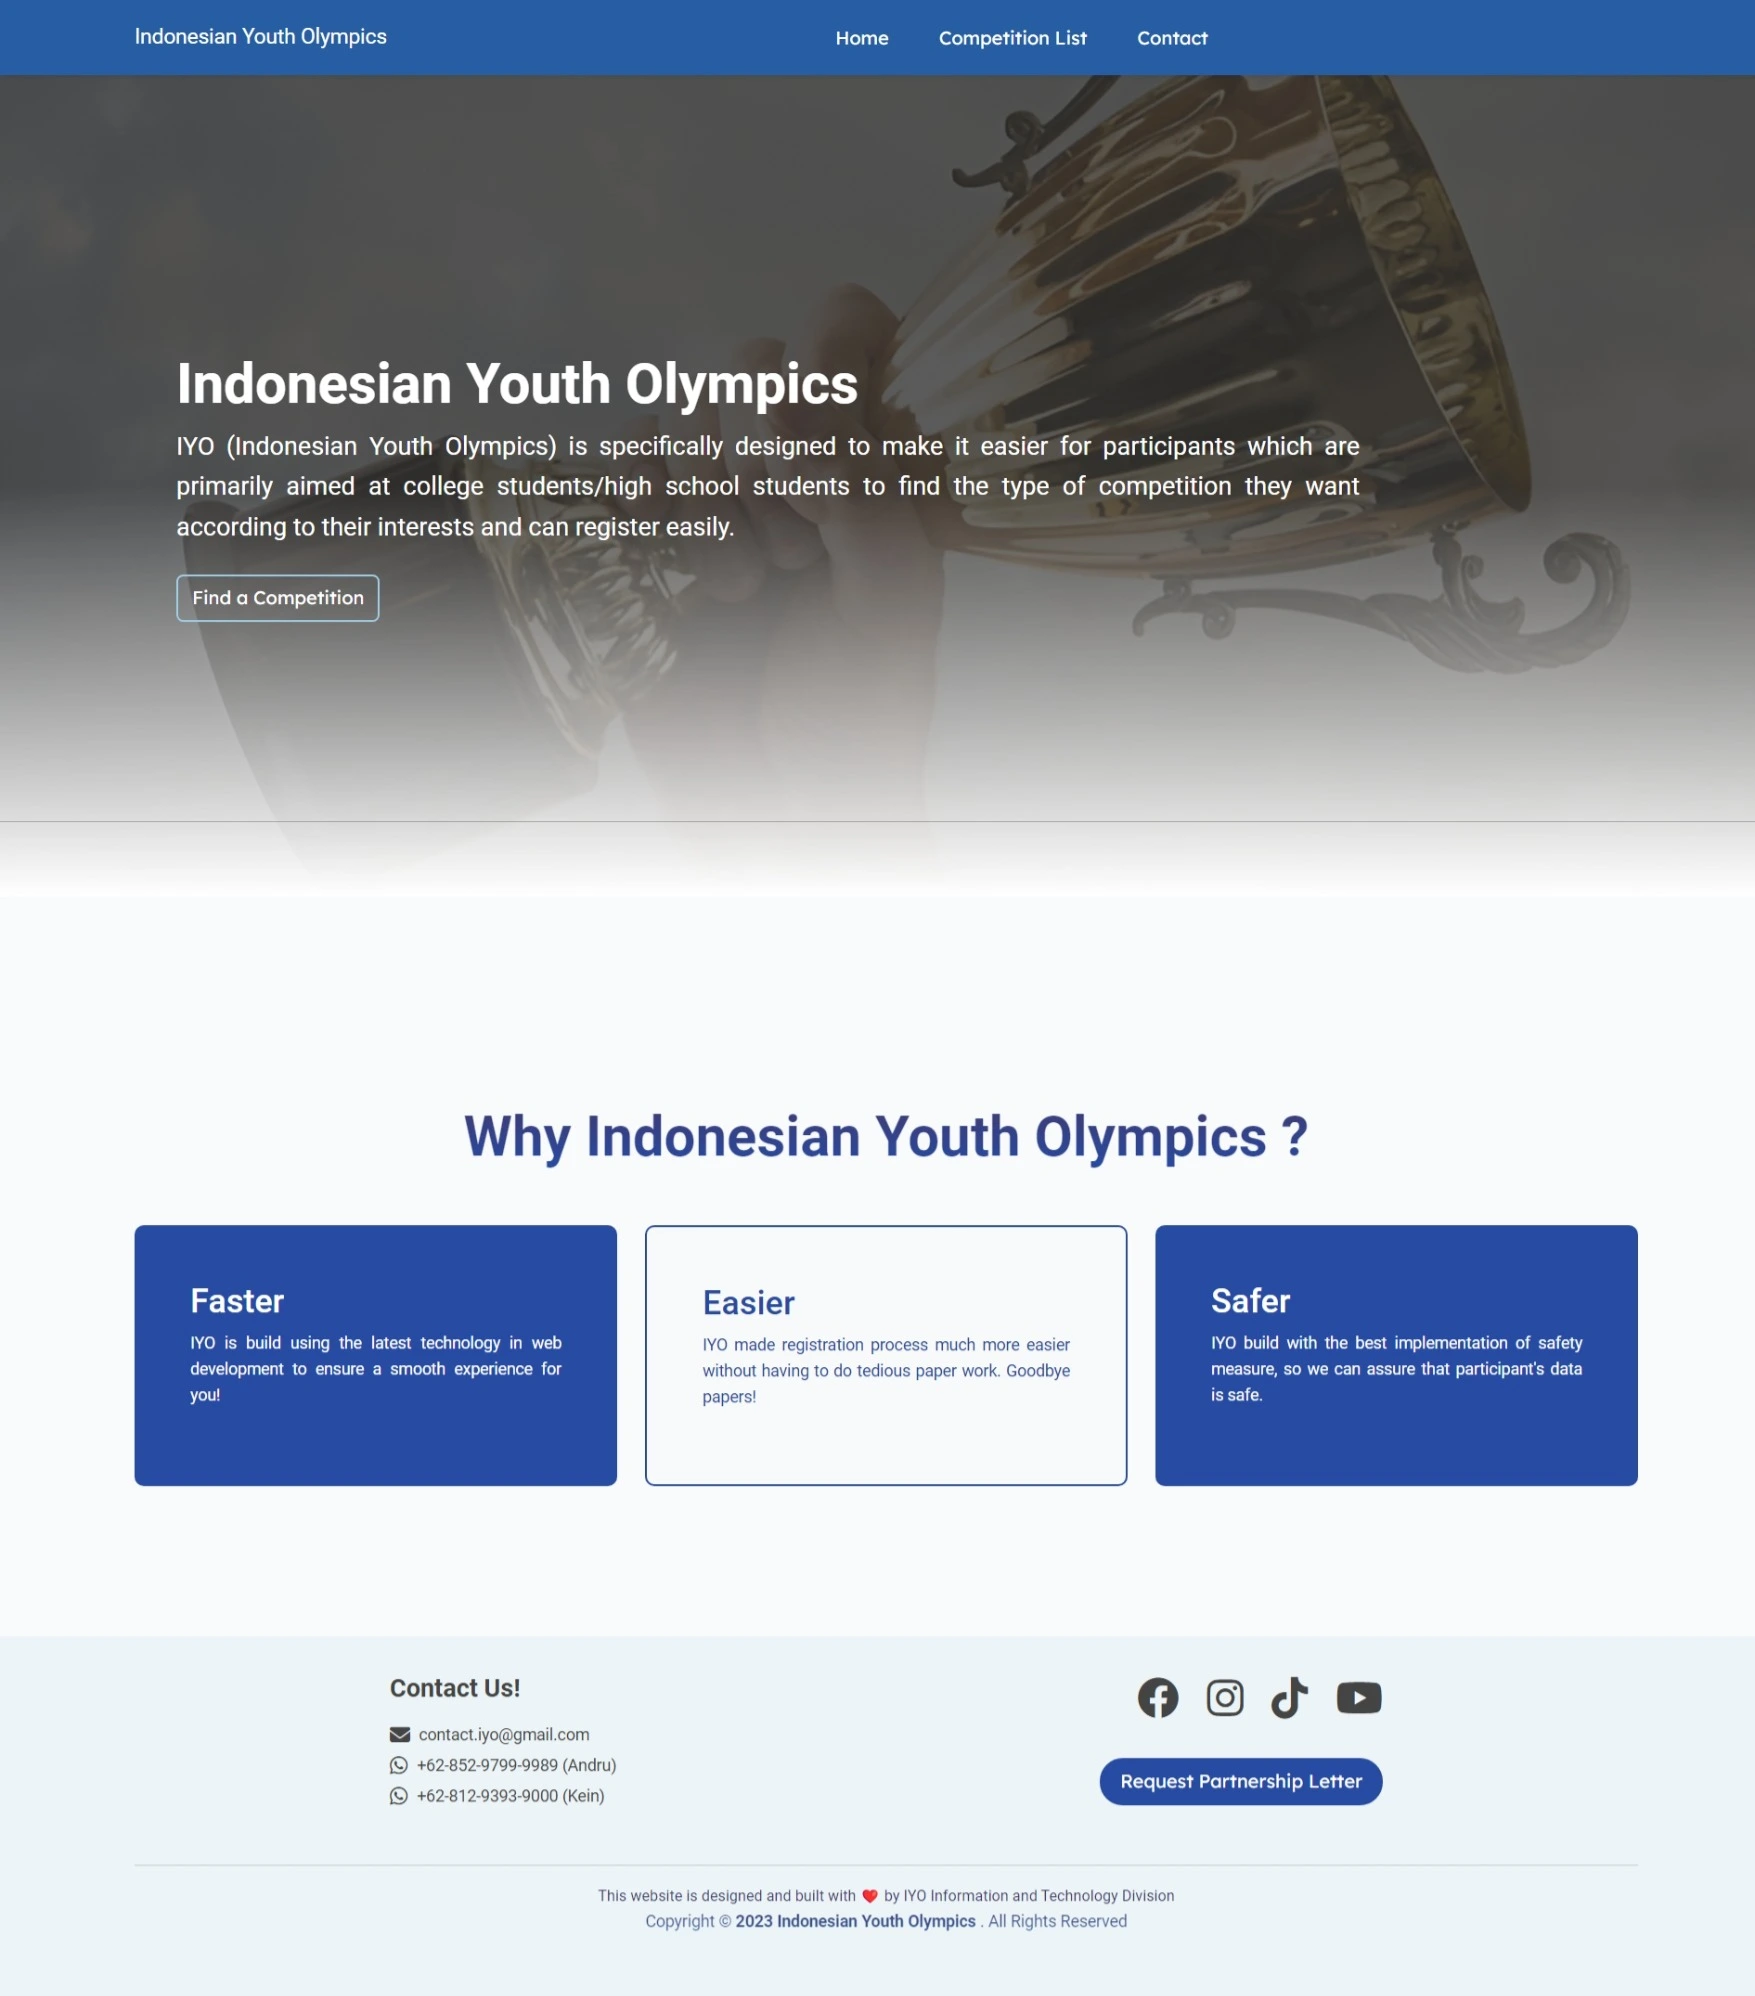 Indonesian Youth Olympics
Home
Competition List
Contact
Indonesian Youth Olympics
IYO (Indonesian Youth Olympics) is specifically designed to make it easier for participants which are
primarily aimed at college students/high school students to find the type of competition they want
according to their interests and can register easily.
Find a Competition
Why Indonesian Youth Olympics ?
Faster
IYO is build using the latest technology in web
development to ensure a smooth experience for
you!
Easier
IYO made registration process much more easier
without having to do tedious paper work. Goodbye
papers!
Safer
IYO build with the best implementation of safety
measure, so we can assure that participant's data
is safe.
Contact Us!
contact.iyo@gmail.com
+62-852-9799-9989 (Andru)
+62-812-9393-9000 (Kein)
Request Partnership Letter
This website is designed and built with ❤️ by IYO Information and Technology Division
Copyright © 2023 Indonesian Youth Olympics . All Rights Reserved